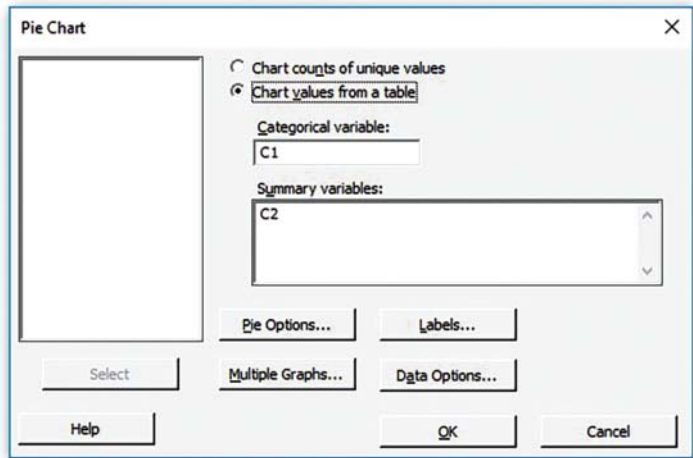 Pie Chart
Chart counts of unique values
Chart values from a table
Categorical variable:
C1
Summary variables:
C2
Pie Options...
Labels...
Select
Multiple Graphs...
Data Options...
Help
OK
Cancel